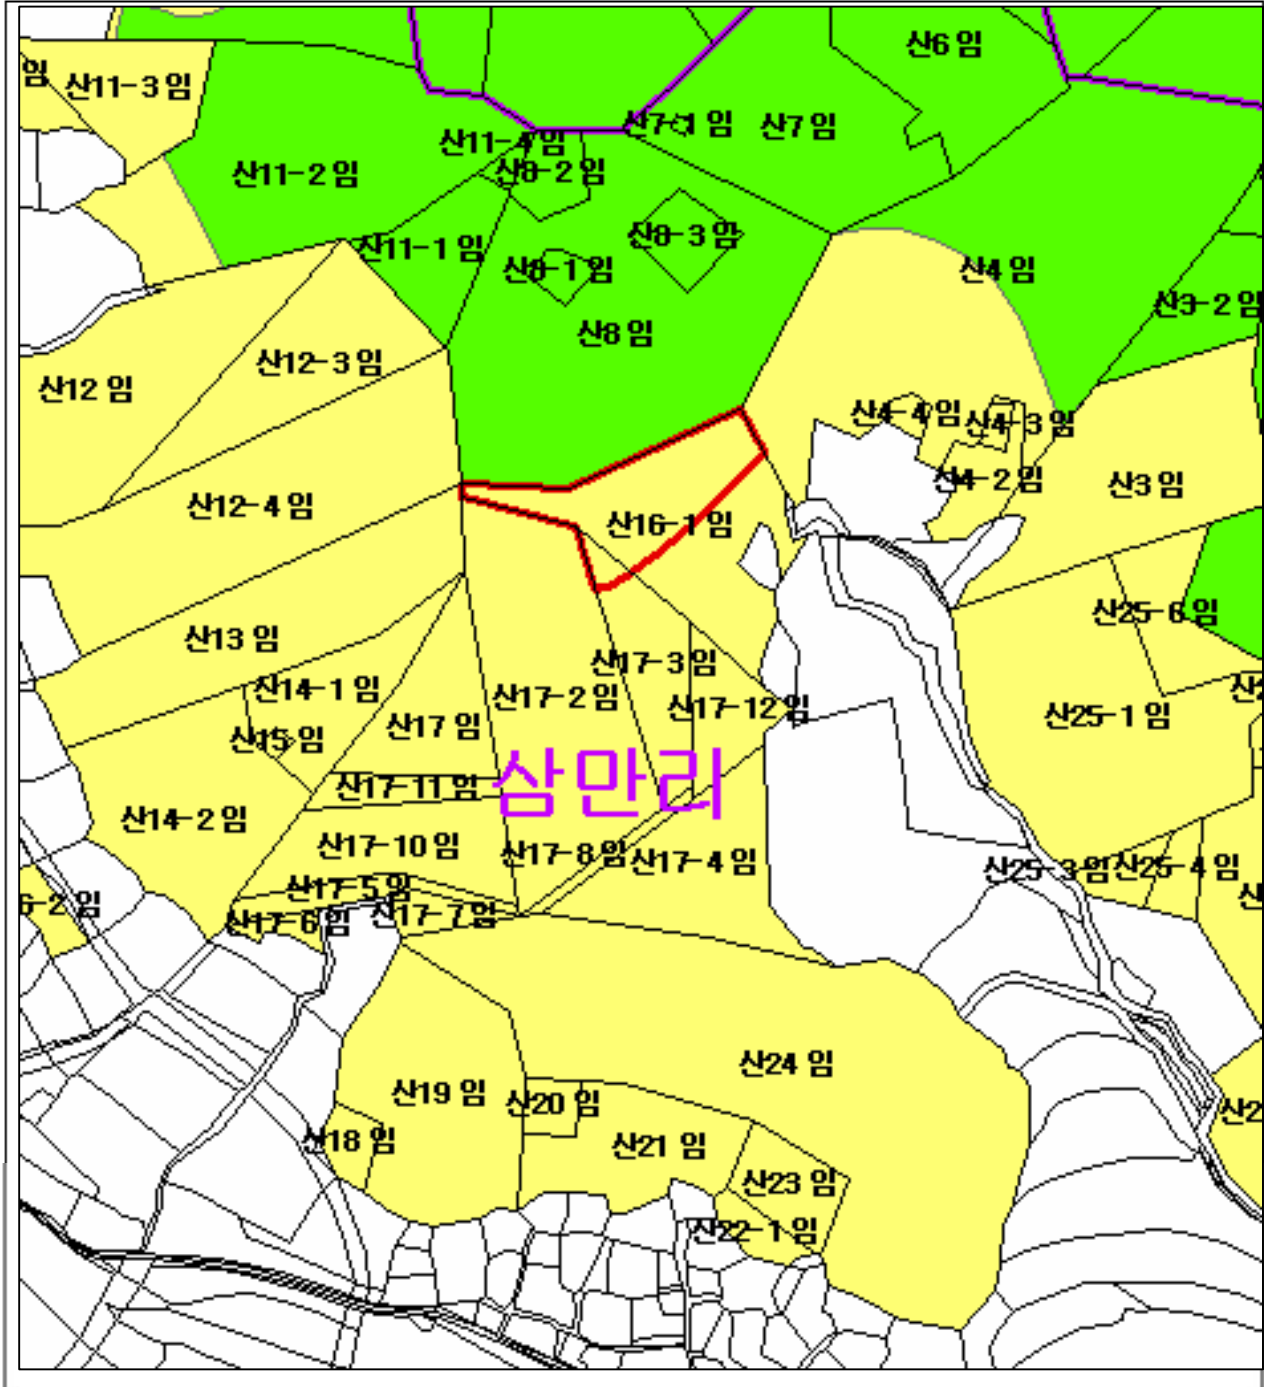 산6 임
임
산11-3 임
산7-1 임
산7 임
산11-4 임
산8-2 임
산11-2 임
산8-3 임
산11-1 임
산8-1 임
산4 임
산3-2 임
산8 임
산12-3 임
산12 임
산4-4 임
산4-3 임
산4-2 임
산3 임
산12-4 임
산16-1 임
산25-6 임
산13 임
산17-3 임
산14-1 임
산17-2 임
산17-12 임
산25-1 임
산17 임
산15 임
삼만리
산17-11 임
산14-2 임
산17-10 임
산17-8 임
산17-4 임
산25-3 임
산25-4 임
산17-5 임
6-2 임
산17-6 임
산17-7 임
산24 임
산19 임
산20 임
산2
산18 임
산21 임
산23 임
산22-1 임